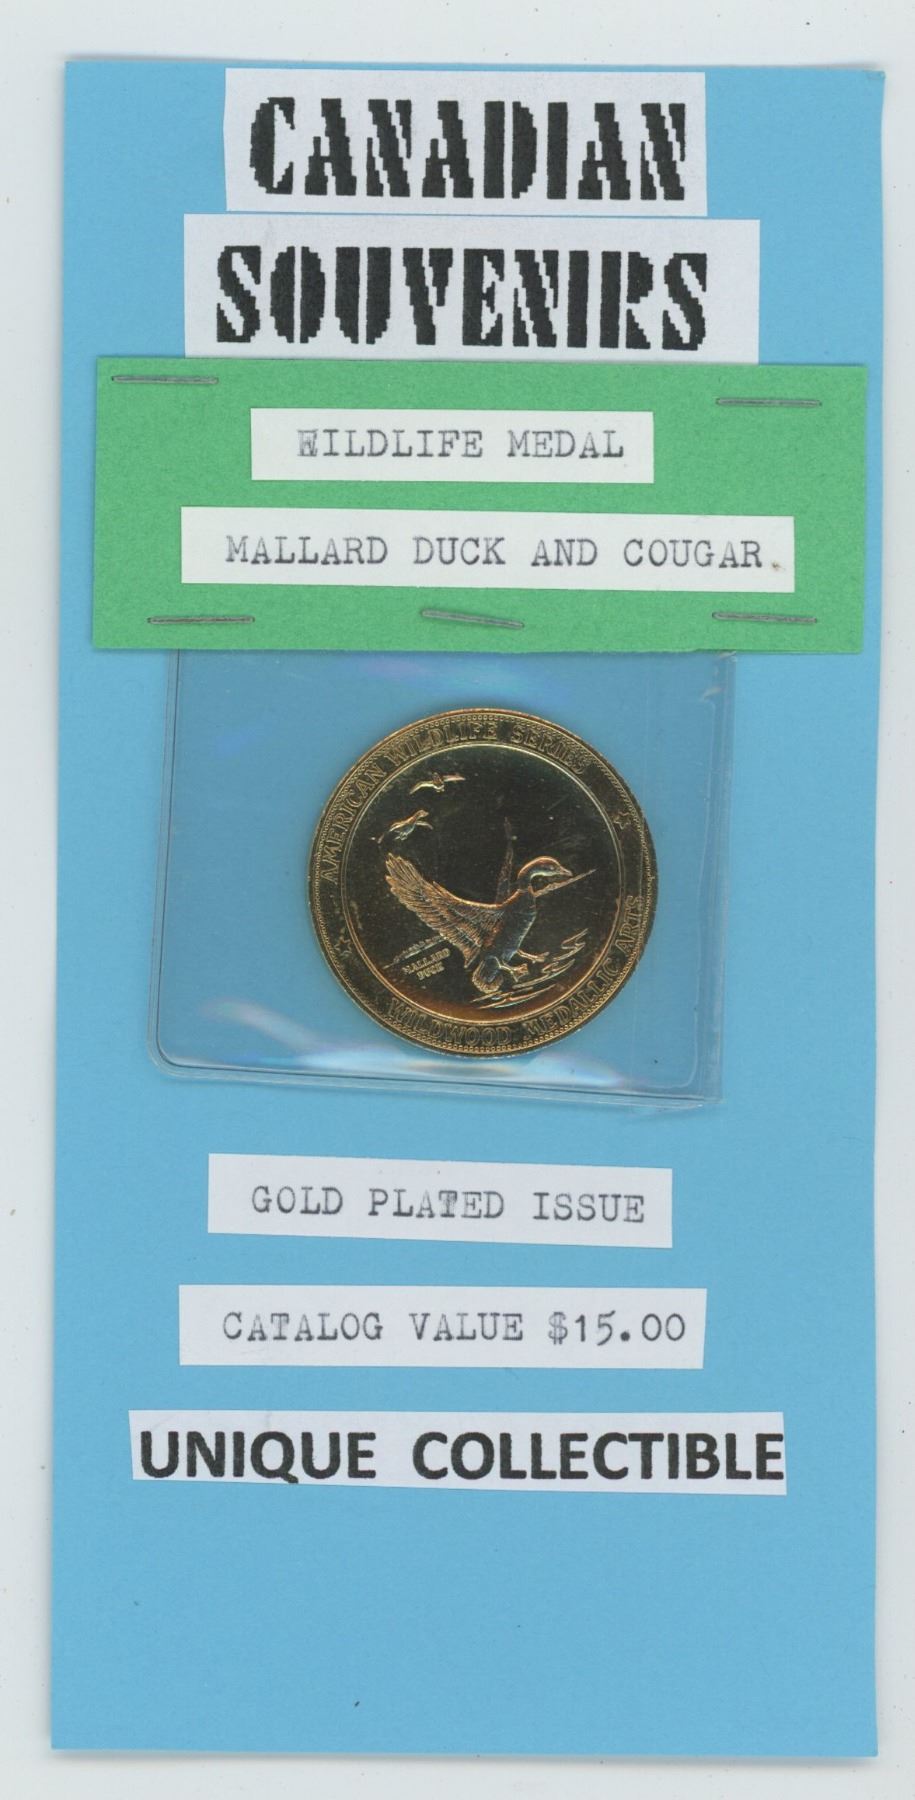 CANADIAN
SOUVENIRS
WILDLIFE MEDAL
MALLARD DUCK AND COUGAR.
AMERICAN WILDLIFE SERIES
MALLARD
DUCK
WILDWOOD MEDALLIC ARTS
GOLD PLATED ISSUE
CATALOG VALUE $15.00
UNIQUE COLLECTIBLE